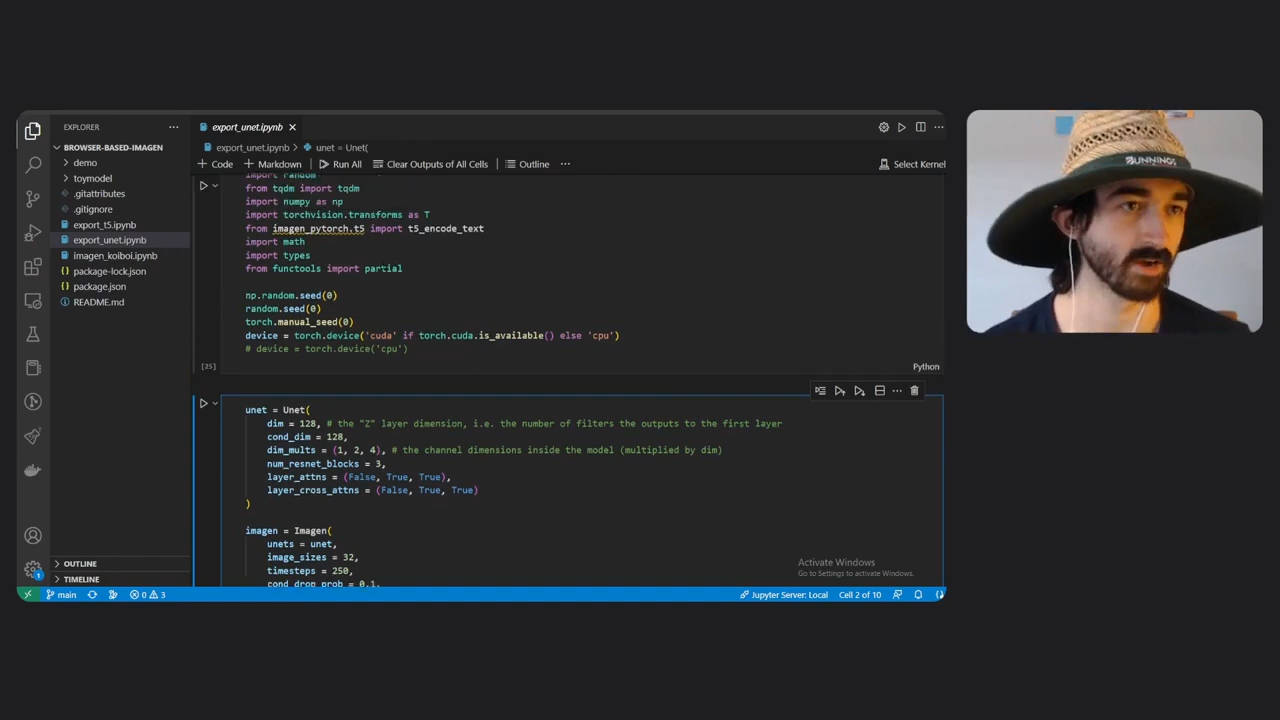 EXPLORER
BROWSER-BASED-IMAGEN
demo
toymodel
.gitattributes
.gitignore
export_t5.ipynb
export_unet.ipynb
imagen_koiboi.ipynb
package-lock.json
package.json
README.md
OUTLINE
TIMELINE
export_unet.ipynb
export_unet.ipynb > unet = Unet(
+ Code + Markdown Run All Clear Outputs of All Cells Outline ... Select Kernel
import random
from tqdm import tqdm
import numpy as np
import torchvision.transforms as T
from imagen_pytorch.t5 import t5_encode_text
import math
import types
from functools import partial
np.random.seed(0)
random.seed(0)
torch.manual_seed(0)
device = torch.device('cuda' if torch.cuda.is_available() else 'cpu')
# device = torch.device('cpu')
[25]
Python
unet = Unet(
dim = 128, # the "Z" layer dimension, i.e. the number of filters the outputs to the first layer
cond_dim = 128,
dim_mults = (1, 2, 4), # the channel dimensions inside the model (multiplied by dim)
num_resnet_blocks = 3,
layer_attns = (False, True, True),
layer_cross_attns = (False, True, True)
)
imagen = Imagen(
unets = unet,
image_sizes = 32,
timesteps = 250,
cond_drop_prob = 0.1,
Activate Windows
Go to Settings to activate Windows.
1
main 0 3 Jupyter Server: Local Cell 2 of 10
BUNNINGS